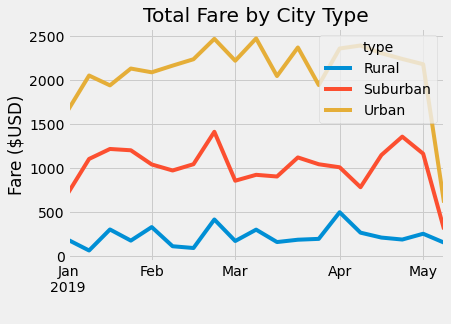 Total Fare by City Type
Fare ($USD)
2500
2000
1500
1000
500
0
type
Rural
Suburban
Urban
Jan
2019
Feb
Mar
Apr
May